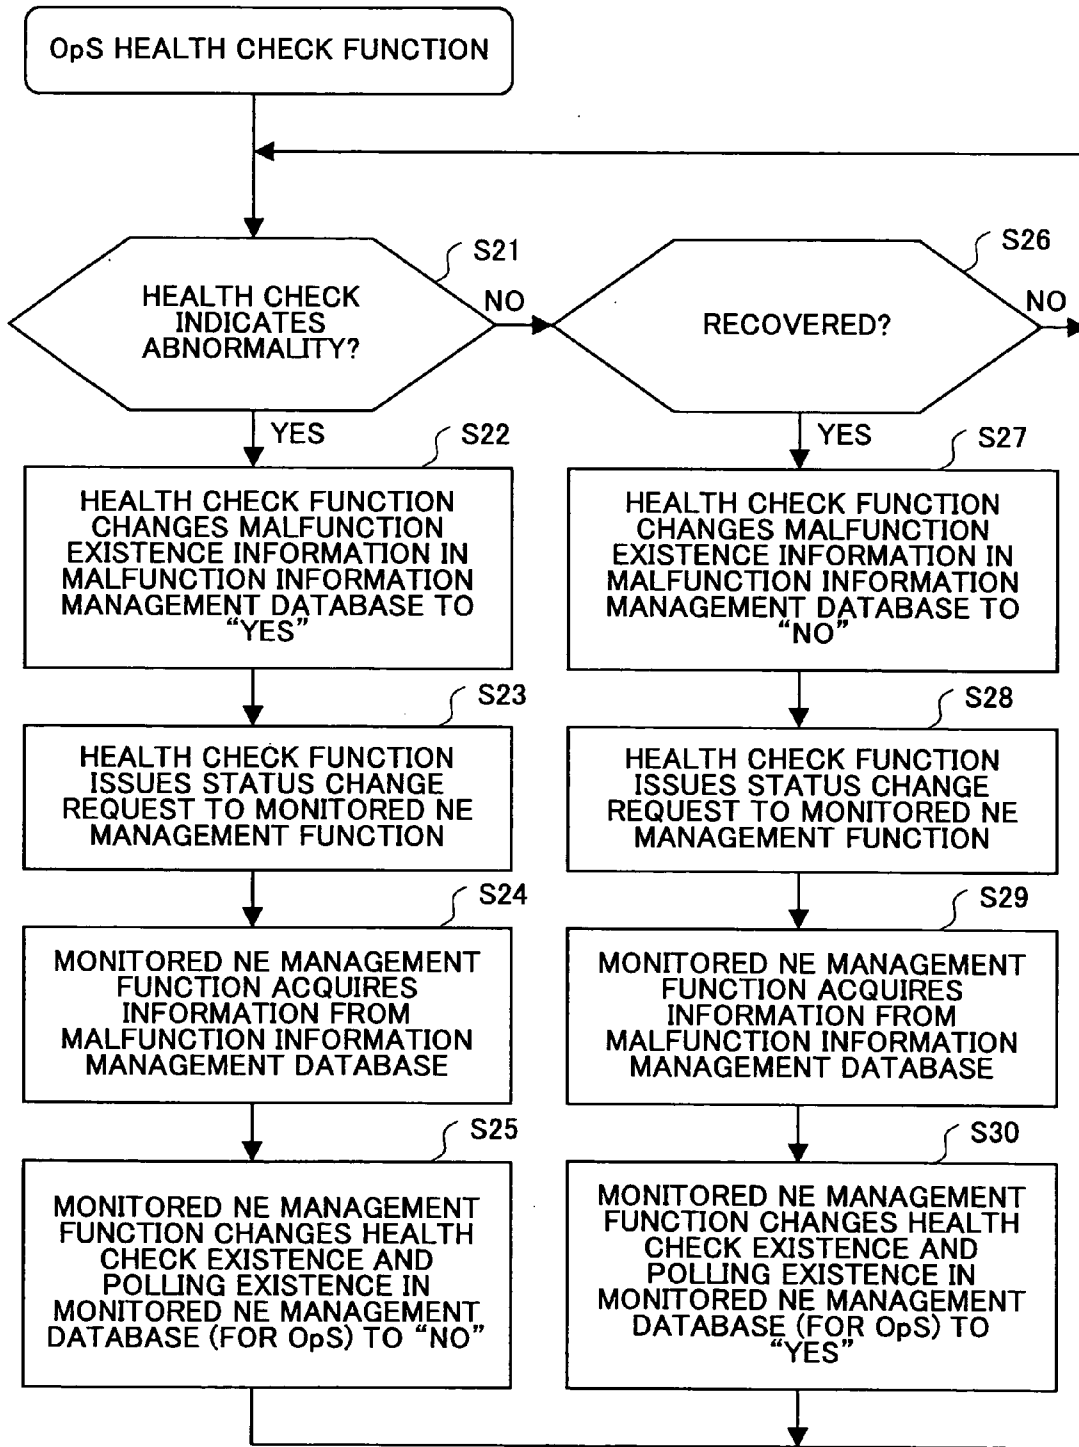 OpS HEALTH CHECK FUNCTION
S21
HEALTH CHECK
INDICATES
ABNORMALITY?
NO
YES
S26
RECOVERED?
NO
YES
S22
HEALTH CHECK FUNCTION
CHANGES MALFUNCTION
EXISTENCE INFORMATION IN
MALFUNCTION INFORMATION
MANAGEMENT DATABASE TO
“YES”
S23
HEALTH CHECK FUNCTION
ISSUES STATUS CHANGE
REQUEST TO MONITORED NE
MANAGEMENT FUNCTION
S24
MONITORED NE MANAGEMENT
FUNCTION ACQUIRES
INFORMATION FROM
MALFUNCTION INFORMATION
MANAGEMENT DATABASE
S25
MONITORED NE MANAGEMENT
FUNCTION CHANGES HEALTH
CHECK EXISTENCE AND
POLLING EXISTENCE IN
MONITORED NE MANAGEMENT
DATABASE (FOR OpS) TO “NO”
S27
HEALTH CHECK FUNCTION
CHANGES MALFUNCTION
EXISTENCE INFORMATION IN
MALFUNCTION INFORMATION
MANAGEMENT DATABASE TO
“NO”
S28
HEALTH CHECK FUNCTION
ISSUES STATUS CHANGE
REQUEST TO MONITORED NE
MANAGEMENT FUNCTION
S29
MONITORED NE MANAGEMENT
FUNCTION ACQUIRES
INFORMATION FROM
MALFUNCTION INFORMATION
MANAGEMENT DATABASE
S30
MONITORED NE MANAGEMENT
FUNCTION CHANGES HEALTH
CHECK EXISTENCE AND
POLLING EXISTENCE IN
MONITORED NE MANAGEMENT
DATABASE (FOR OpS) TO
“YES”